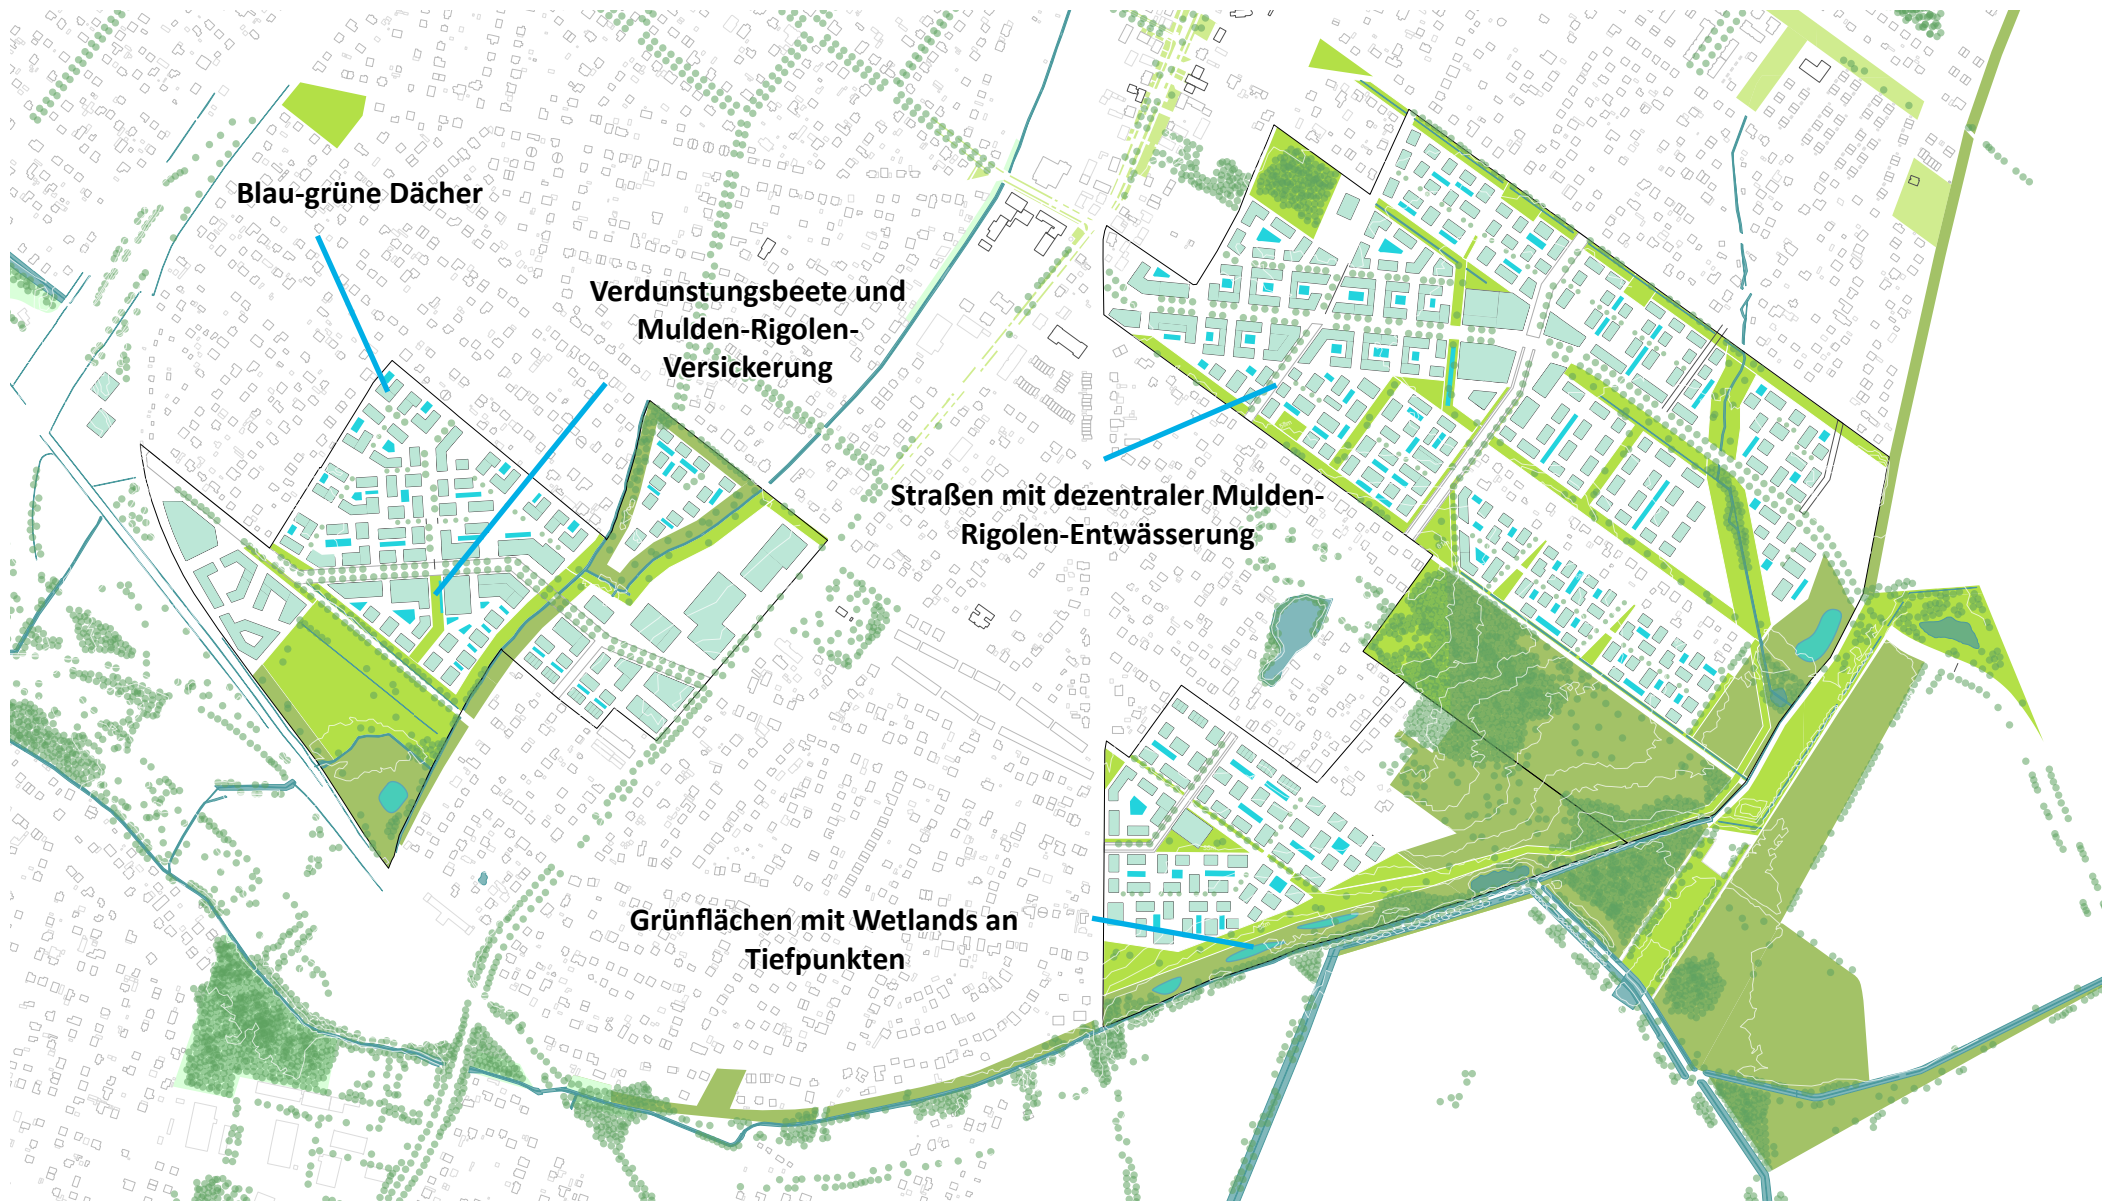 Blau-grüne Dächer
Verdunstungsbeete und
Mulden-Rigolen-
Versickerung
Straßen mit dezentraler Mulden-
Rigolen-Entwässerung
Grünflächen mit Wetlands an
Tiefpunkten